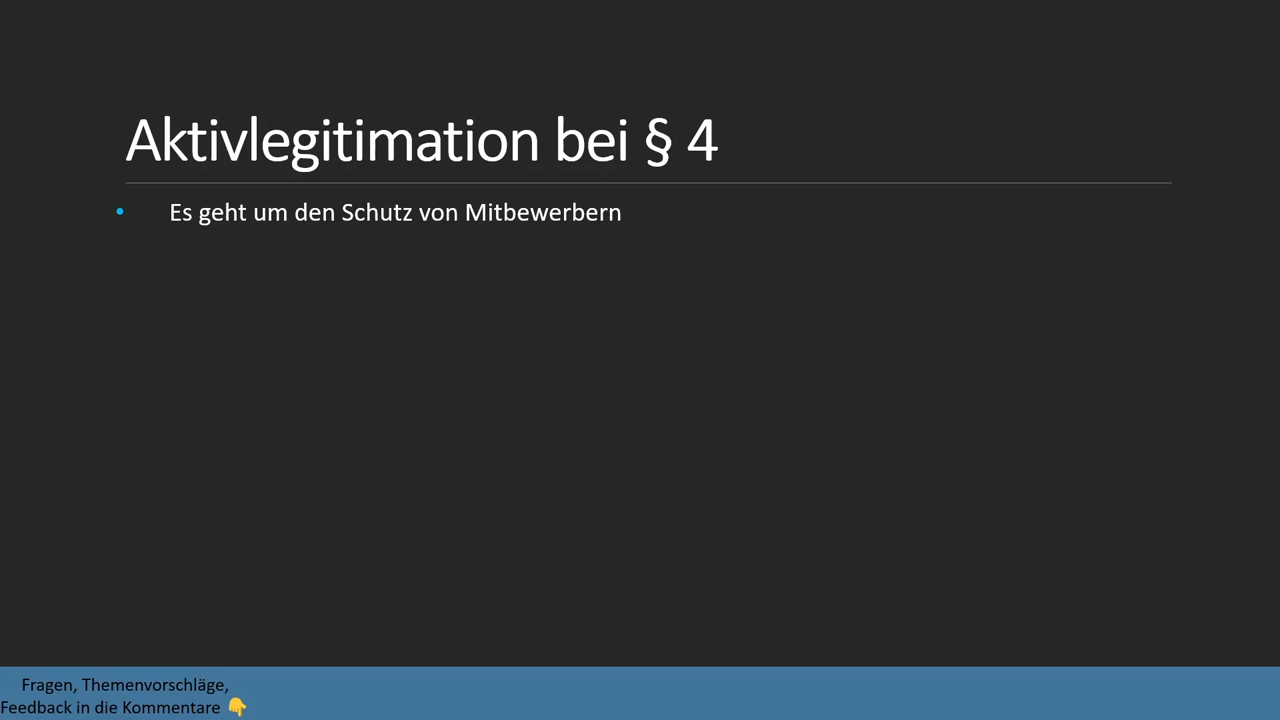 Aktivlegitimation bei § 4
• Es geht um den Schutz von Mitbewerbern
Fragen, Themenvorschläge,
Feedback in die Kommentare 👇